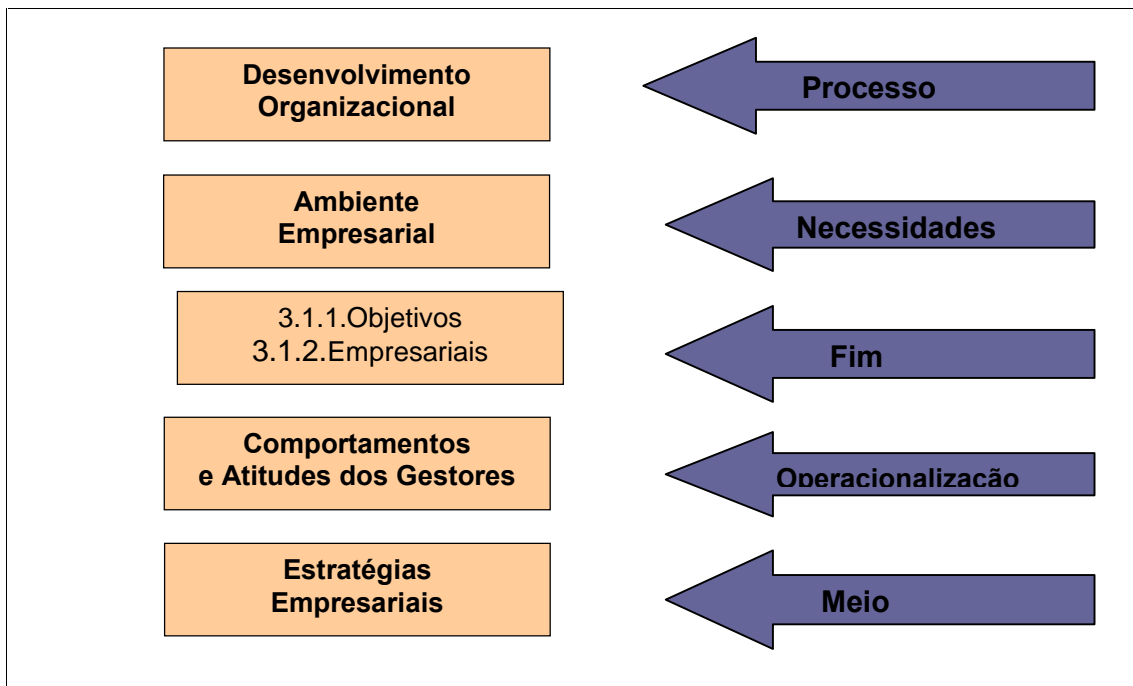 Desenvolvimento
Organizacional
Processo
Ambiente
Empresarial
Necessidades
3.1.1.Objetivos
3.1.2.Empresariais
Fim
Comportamentos
e Atitudes dos Gestores
Operacionalização
Estratégias
Empresariais
Meio